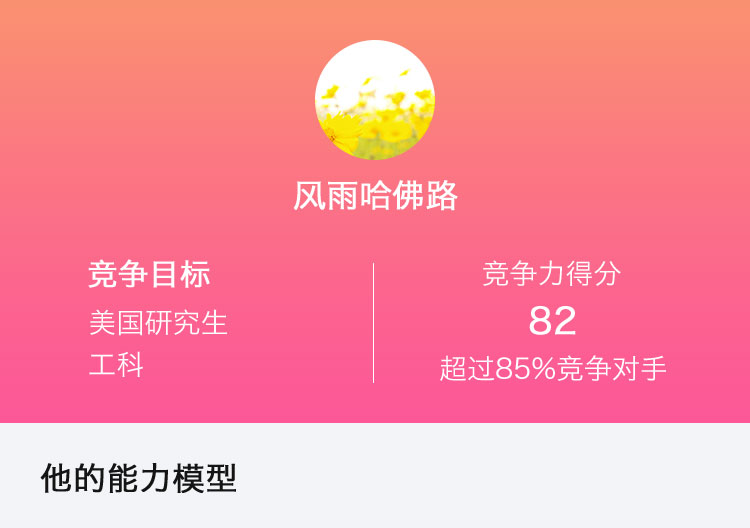 风雨哈佛路
竞争目标
美国研究生
工科
竞争力得分
82
超过85%竞争对手
他的能力模型